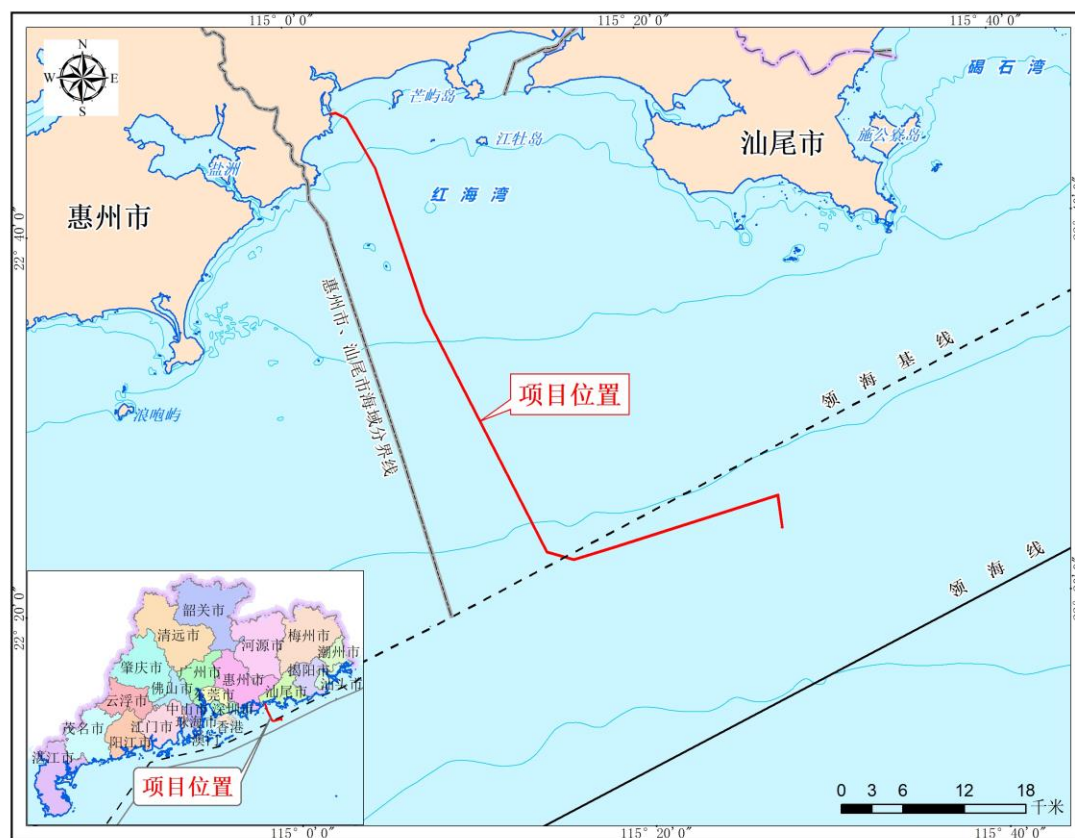 115° 0′ 0″
115° 20′ 0″
115° 40′ 0″
N
W
E
S
碣石湾
芒屿岛
江牡岛
施公寮岛
汕尾市
盐洲
红海湾
惠州市
22° 40′ 0″
惠州市、汕尾市海域分界线
项目位置
领海基线
浪咆屿
领海线
22° 20′ 0″
韶关市
清远市
河源市
梅州市
潮州市
肇庆市
广州市
惠州市
揭阳市
汕头市
佛山市
莞市
汕尾市
云浮市
中山市
深圳市
珠海市
香港
茂名市
江门市
阳江市
澳门
湛江市
项目位置
0 3 6 12 18
千米
115° 0′ 0″
115° 20′ 0″
115° 40′ 0″